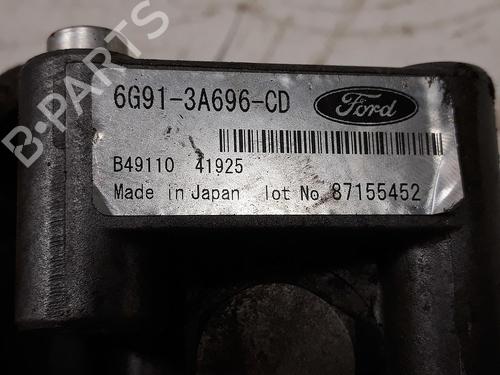 6G91-3A696-CD
Ford
B49110 41925
Made in Japan lot No 87155452
B-PARTS